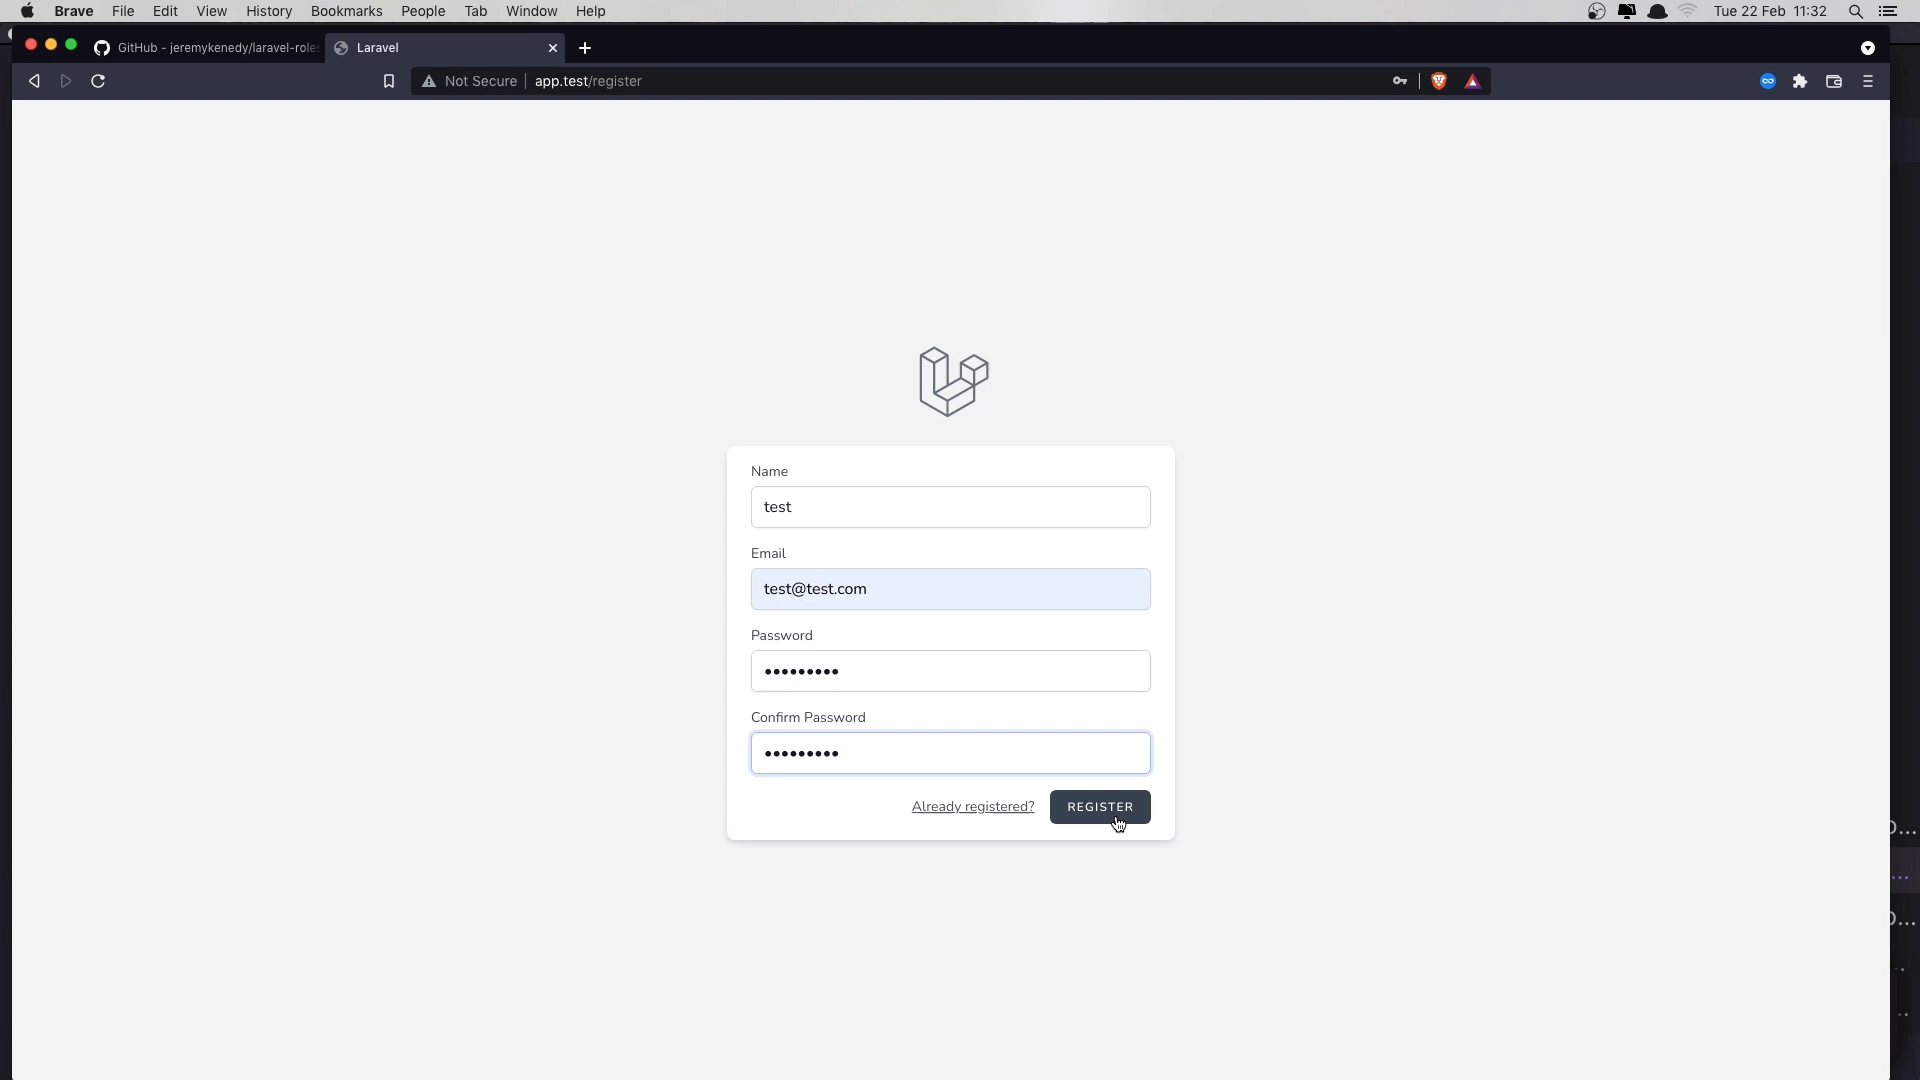 Brave File Edit View History Bookmarks People Tab Window Help Tue 22 Feb 11:32
GitHub - jeremykenedy/laravel-roles Laravel
Not Secure app.test/register
Name
test
Email
test@test.com
Password
•••••••••
Confirm Password
•••••••••
Already registered? REGISTER